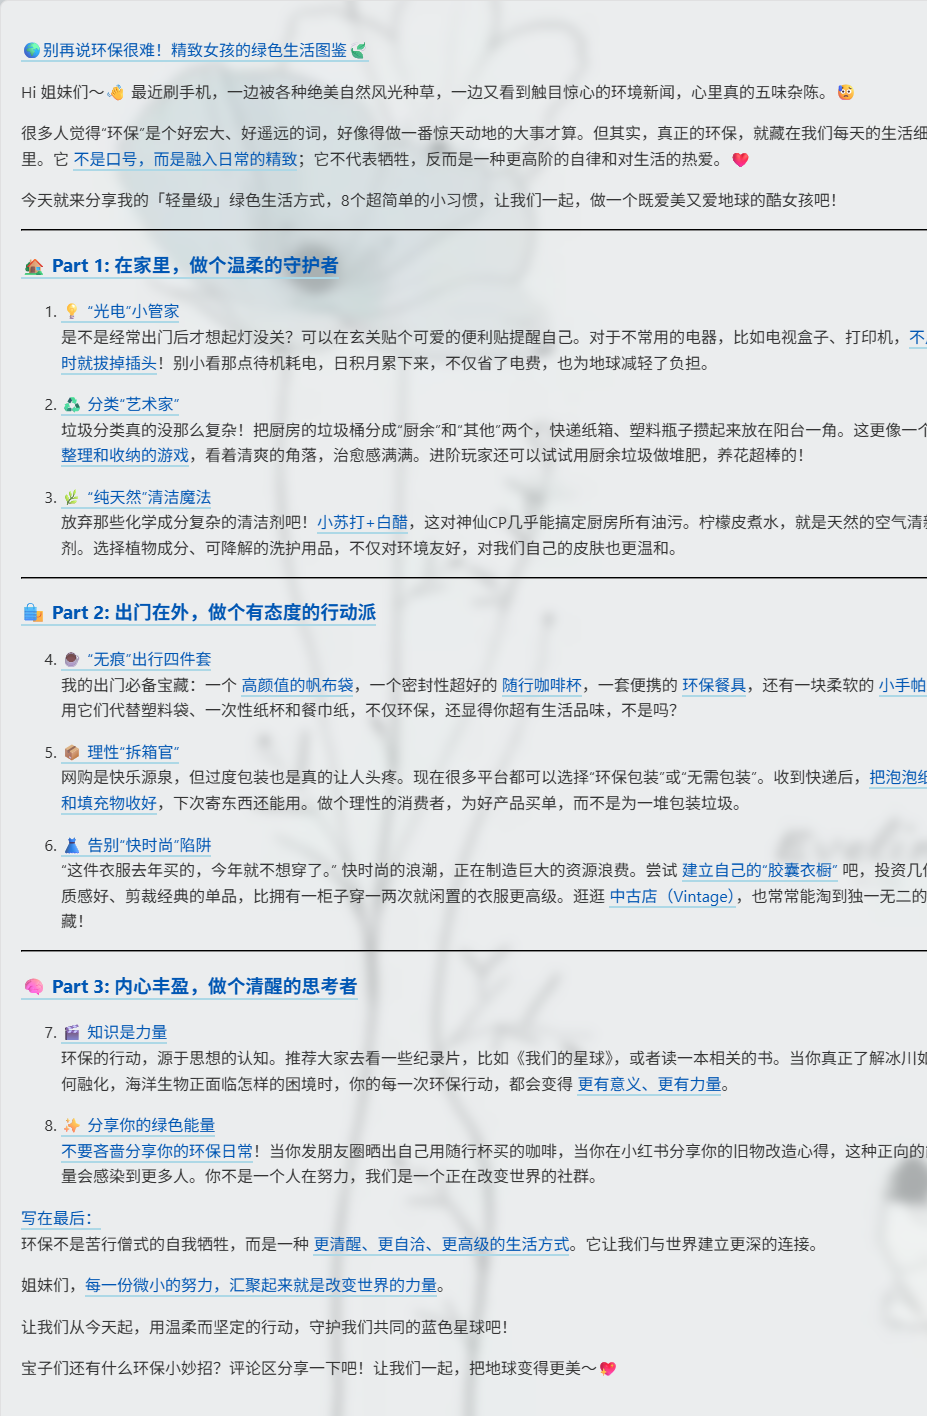 🌍别再说环保很难！精致女孩的绿色生活图鉴🍃
Hi 姐妹们～👋 最近刷手机，一边被各种绝美自然风光种草，一边又看到触目惊心的环境新闻，心里真的五味杂陈。😰
很多人觉得“环保”是个好宏大、好遥远的词，好像得做一番惊天动地的大事才算。但其实，真正的环保，就藏在我们每天的生活细
里。它 不是口号，而是融入日常的精致；它不代表牺牲，反而是一种更高阶的自律和对生活的热爱。❤️
今天就来分享我的「轻量级」绿色生活方式，8个超简单的小习惯，让我们一起，做一个既爱美又爱地球的酷女孩吧！
🏠 Part 1: 在家里，做个温柔的守护者
1. 💡 “光电”小管家
是不是经常出门后才想起灯没关？可以在玄关贴个可爱的便利贴提醒自己。对于不常用的电器，比如电视盒子、打印机，不
时就拔掉插头！别小看那点待机耗电，日积月累下来，不仅省了电费，也为地球减轻了负担。
2. ♻️ 分类“艺术家”
垃圾分类真的没那么复杂！把厨房的垃圾桶分成“厨余”和“其他”两个，快递纸箱、塑料瓶子攒起来放在阳台一角。这更像一个
整理和收纳的游戏，看着清爽的角落，治愈感满满。进阶玩家还可以试试用厨余垃圾做堆肥，养花超棒的！
3. 🌿 “纯天然”清洁魔法
放弃那些化学成分复杂的清洁剂吧！小苏打+白醋，这对神仙CP几乎能搞定厨房所有油污。柠檬皮煮水，就是天然的空气清新
剂。选择植物成分、可降解的洗护用品，不仅对环境友好，对我们自己的皮肤也更温和。
🛍️ Part 2: 出门在外，做个有态度的行动派
4. ☕ “无痕”出行四件套
我的出门必备宝藏：一个 高颜值的帆布袋，一个密封性超好的 随行咖啡杯，一套便携的 环保餐具，还有一块柔软的 小手帕
用它们代替塑料袋、一次性纸杯和餐巾纸，不仅环保，还显得你超有生活品味，不是吗？
5. 📦 理性“拆箱官”
网购是快乐源泉，但过度包装也是真的让人头疼。现在很多平台都可以选择“环保包装”或“无需包装”。收到快递后，把泡泡纸
和填充物收好，下次寄东西还能用。做个理性的消费者，为好产品买单，而不是为一堆包装垃圾。
6. 👗 告别“快时尚”陷阱
“这件衣服去年买的，今年就不想穿了。” 快时尚的浪潮，正在制造巨大的资源浪费。尝试 建立自己的“胶囊衣橱” 吧，投资几件
质感好、剪裁经典的单品，比拥有一柜子穿一两次就闲置的衣服更高级。逛逛 中古店（Vintage），也常常能淘到独一无二的
藏！
🧠 Part 3: 内心丰盈，做个清醒的思考者
7. 🎬 知识是力量
环保的行动，源于思想的认知。推荐大家去看一些纪录片，比如《我们的星球》，或者读一本相关的书。当你真正了解冰川如
何融化，海洋生物正面临怎样的困境时，你的每一次环保行动，都会变得 更有意义、更有力量。
8. ✨ 分享你的绿色能量
不要吝啬分享你的环保日常！当你发朋友圈晒出自己用随行杯买的咖啡，当你在小红书分享你的旧物改造心得，这种正向的
量会感染到更多人。你不是一个人在努力，我们是一个正在改变世界的社群。
写在最后：
环保不是苦行僧式的自我牺牲，而是一种 更清醒、更自洽、更高级的生活方式。它让我们与世界建立更深的连接。
姐妹们，每一份微小的努力，汇聚起来就是改变世界的力量。
让我们从今天起，用温柔而坚定的行动，守护我们共同的蓝色星球吧！
宝子们还有什么环保小妙招？评论区分享一下吧！让我们一起，把地球变得更美～💖